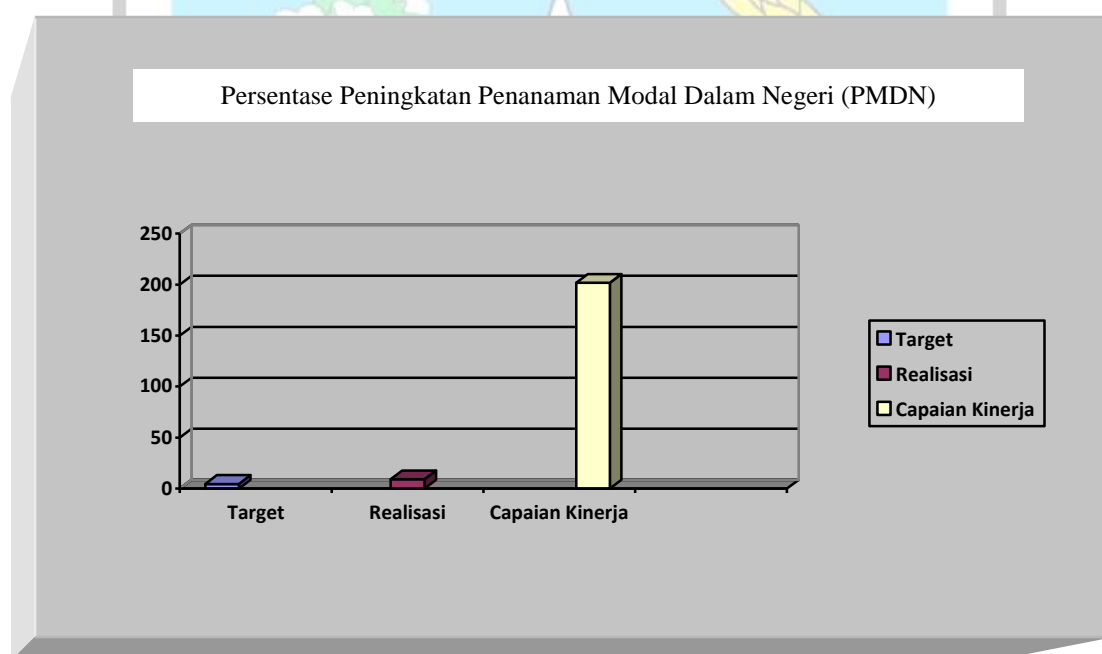 Persentase Peningkatan Penanaman Modal Dalam Negeri (PMDN)
250
200
150
100
50
0
Target
Realisasi
Capaian Kinerja
Target
Realisasi
Capaian Kinerja